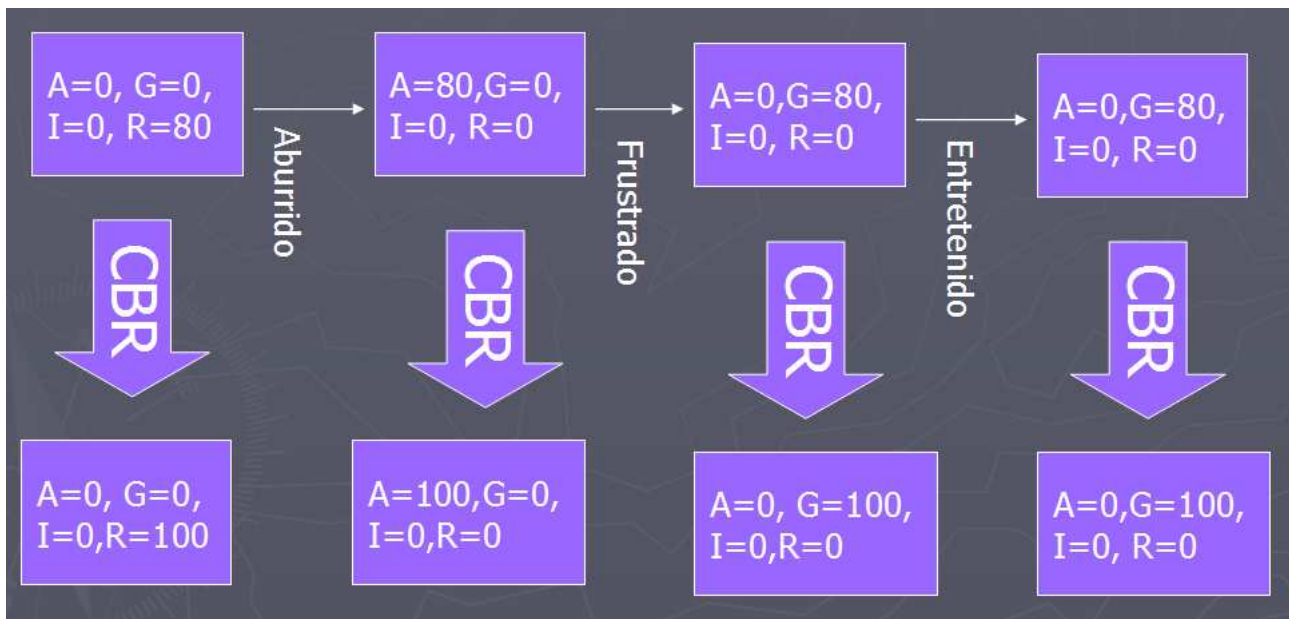 A=0, G=0,
I=0, R=80
Aburrido
A=80,G=0,
I=0, R=0
Frustrado
A=0,G=80,
I=0, R=0
Entretenido
A=0,G=80,
I=0, R=0
CBR
CBR
CBR
CBR
A=0, G=0,
I=0,R=100
A=100,G=0,
I=0,R=0
A=0, G=100,
I=0,R=0
A=0,G=100,
I=0, R=0